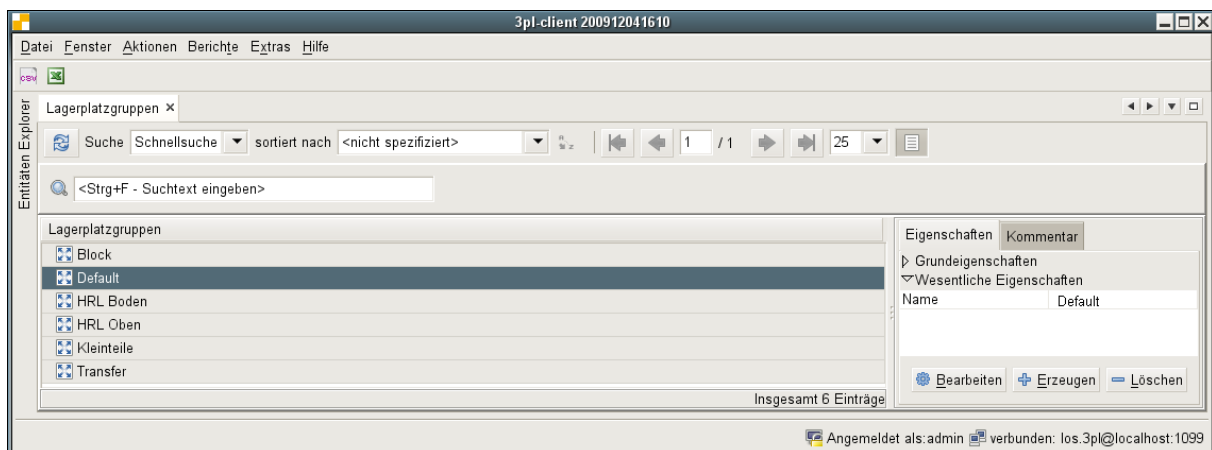 3pl-client 200912041610
Datei Fenster Aktionen Berichte Extras Hilfe
csv
Entitäten Explorer
Lagerplatzgruppen
Suche Schnellsuche sortiert nach <nicht spezifiziert> 1 / 1 25
<Strg+F - Suchtext eingeben>
Lagerplatzgruppen
Block
Default
HRL Boden
HRL Oben
Kleinteile
Transfer
Insgesamt 6 Einträge
Eigenschaften Kommentar
Grundeigenschaften
Wesentliche Eigenschaften
Name Default
Bearbeiten Erzeugen Löschen
Angemeldet als: admin verbunden: los.3pl@localhost:1099